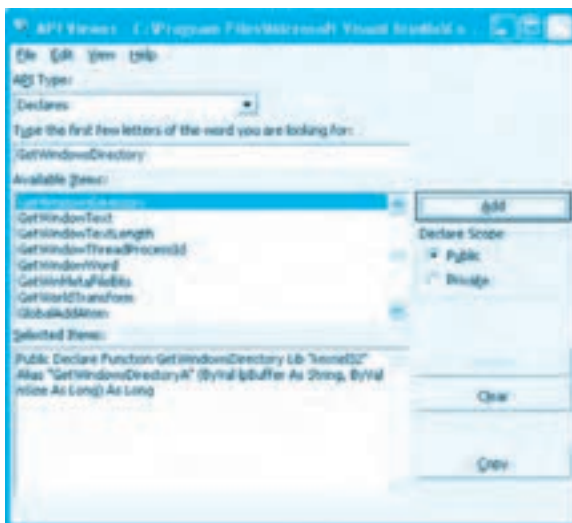 API Viewer - C:\Program Files\Microsoft Visual Studio\
File Edit View Help
API Type:
Declares
Type the first few letters of the word you are looking for:
GetWindowsDirectory
Available Items:
GetWindowsDirectory
GetWindowText
GetWindowTextLength
GetWindowThreadProcessId
GetWindowWord
GetWinMetaFileBits
GetWorldTransform
GlobalAddAtom
Add
Declare Scope
Public
Private
Selected Items:
Public Declare Function GetWindowsDirectory Lib "kernel32"
Alias "GetWindowsDirectoryA" (ByVal lpBuffer As String, ByVal
nSize As Long) As Long
Clear
Copy